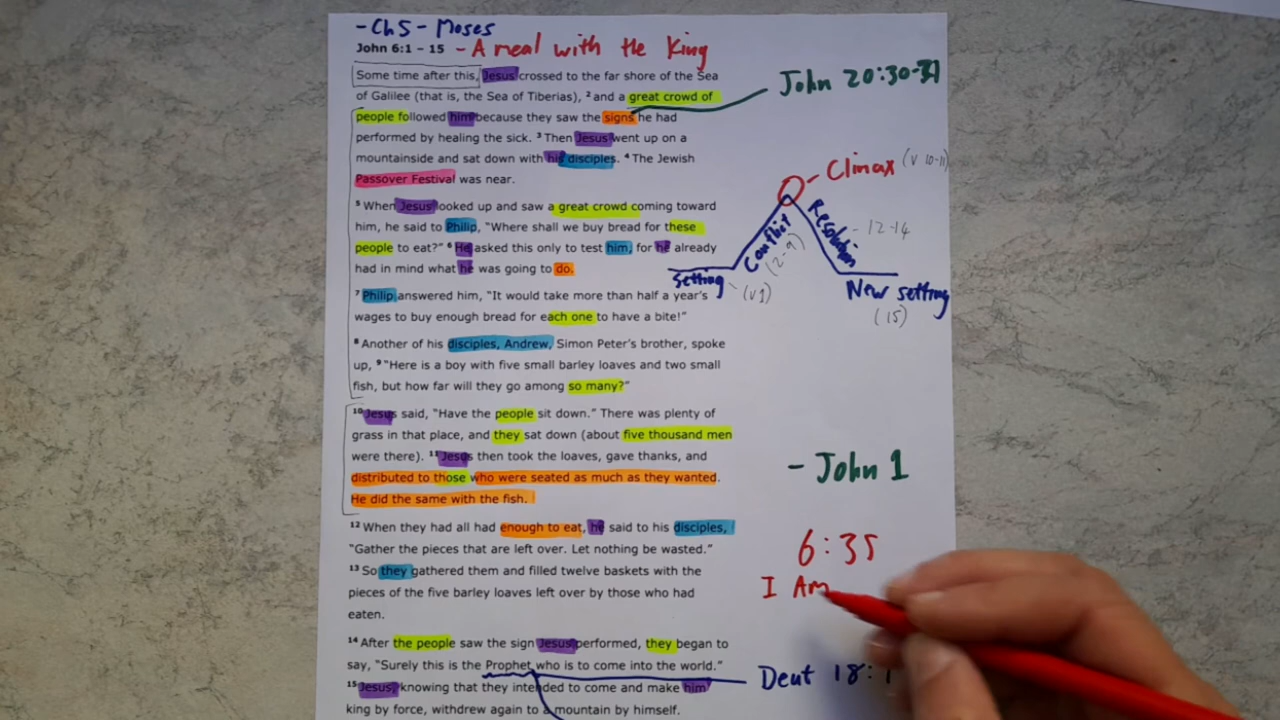 - Ch5 - Moses
John 6:1 – 15 - A meal with the King
Some time after this, Jesus crossed to the far shore of the Sea
of Galilee (that is, the Sea of Tiberias), 2 and a great crowd of
people followed him because they saw the signs he had
performed by healing the sick. 3 Then Jesus went up on a
mountainside and sat down with his disciples. 4 The Jewish
Passover Festival was near.
5 When Jesus looked up and saw a great crowd coming toward
him, he said to Philip, “Where shall we buy bread for these
people to eat?” 6 He asked this only to test him, for he already
had in mind what he was going to do.
7 Philip answered him, “It would take more than half a year’s
wages to buy enough bread for each one to have a bite!”
8 Another of his disciples, Andrew, Simon Peter’s brother, spoke
up, 9 “Here is a boy with five small barley loaves and two small
fish, but how far will they go among so many?”
10 Jesus said, “Have the people sit down.” There was plenty of
grass in that place, and they sat down (about five thousand men
were there). 11 Jesus then took the loaves, gave thanks, and
distributed to those who were seated as much as they wanted.
He did the same with the fish.
12 When they had all had enough to eat, he said to his disciples,
“Gather the pieces that are left over. Let nothing be wasted.”
13 So they gathered them and filled twelve baskets with the
pieces of the five barley loaves left over by those who had
eaten.
14 After the people saw the sign Jesus performed, they began to
say, “Surely this is the Prophet who is to come into the world.”
15 Jesus, knowing that they intended to come and make him
king by force, withdrew again to a mountain by himself.
John 20:30-31
- Climax (v 10-11)
Conflict
(2-9)
Resolution
- 12-14
Setting
- (v1)
New setting
(15)
- John 1
6:35
I Am
Deut 18:1